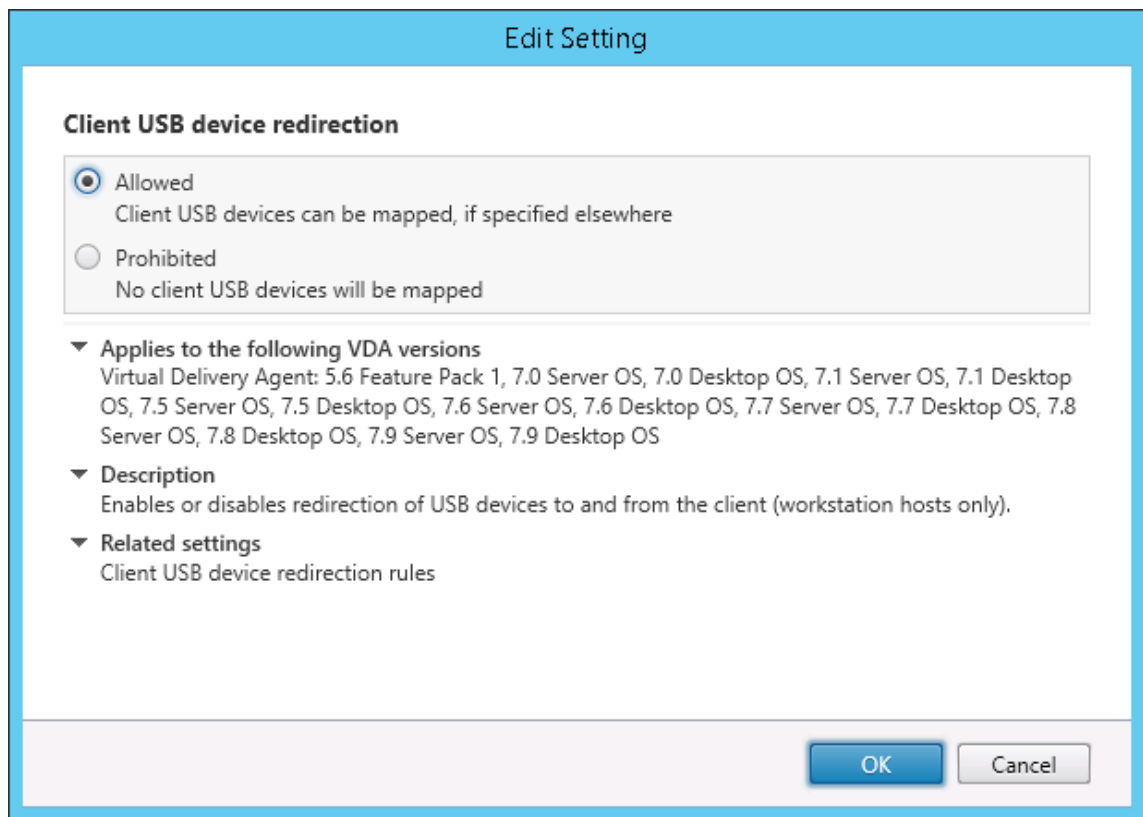 Edit Setting
Client USB device redirection
Allowed
Client USB devices can be mapped, if specified elsewhere
Prohibited
No client USB devices will be mapped
Applies to the following VDA versions
Virtual Delivery Agent: 5.6 Feature Pack 1, 7.0 Server OS, 7.0 Desktop OS, 7.1 Server OS, 7.1 Desktop
OS, 7.5 Server OS, 7.5 Desktop OS, 7.6 Server OS, 7.6 Desktop OS, 7.7 Server OS, 7.7 Desktop OS, 7.8
Server OS, 7.8 Desktop OS, 7.9 Server OS, 7.9 Desktop OS
Description
Enables or disables redirection of USB devices to and from the client (workstation hosts only).
Related settings
Client USB device redirection rules
OK Cancel